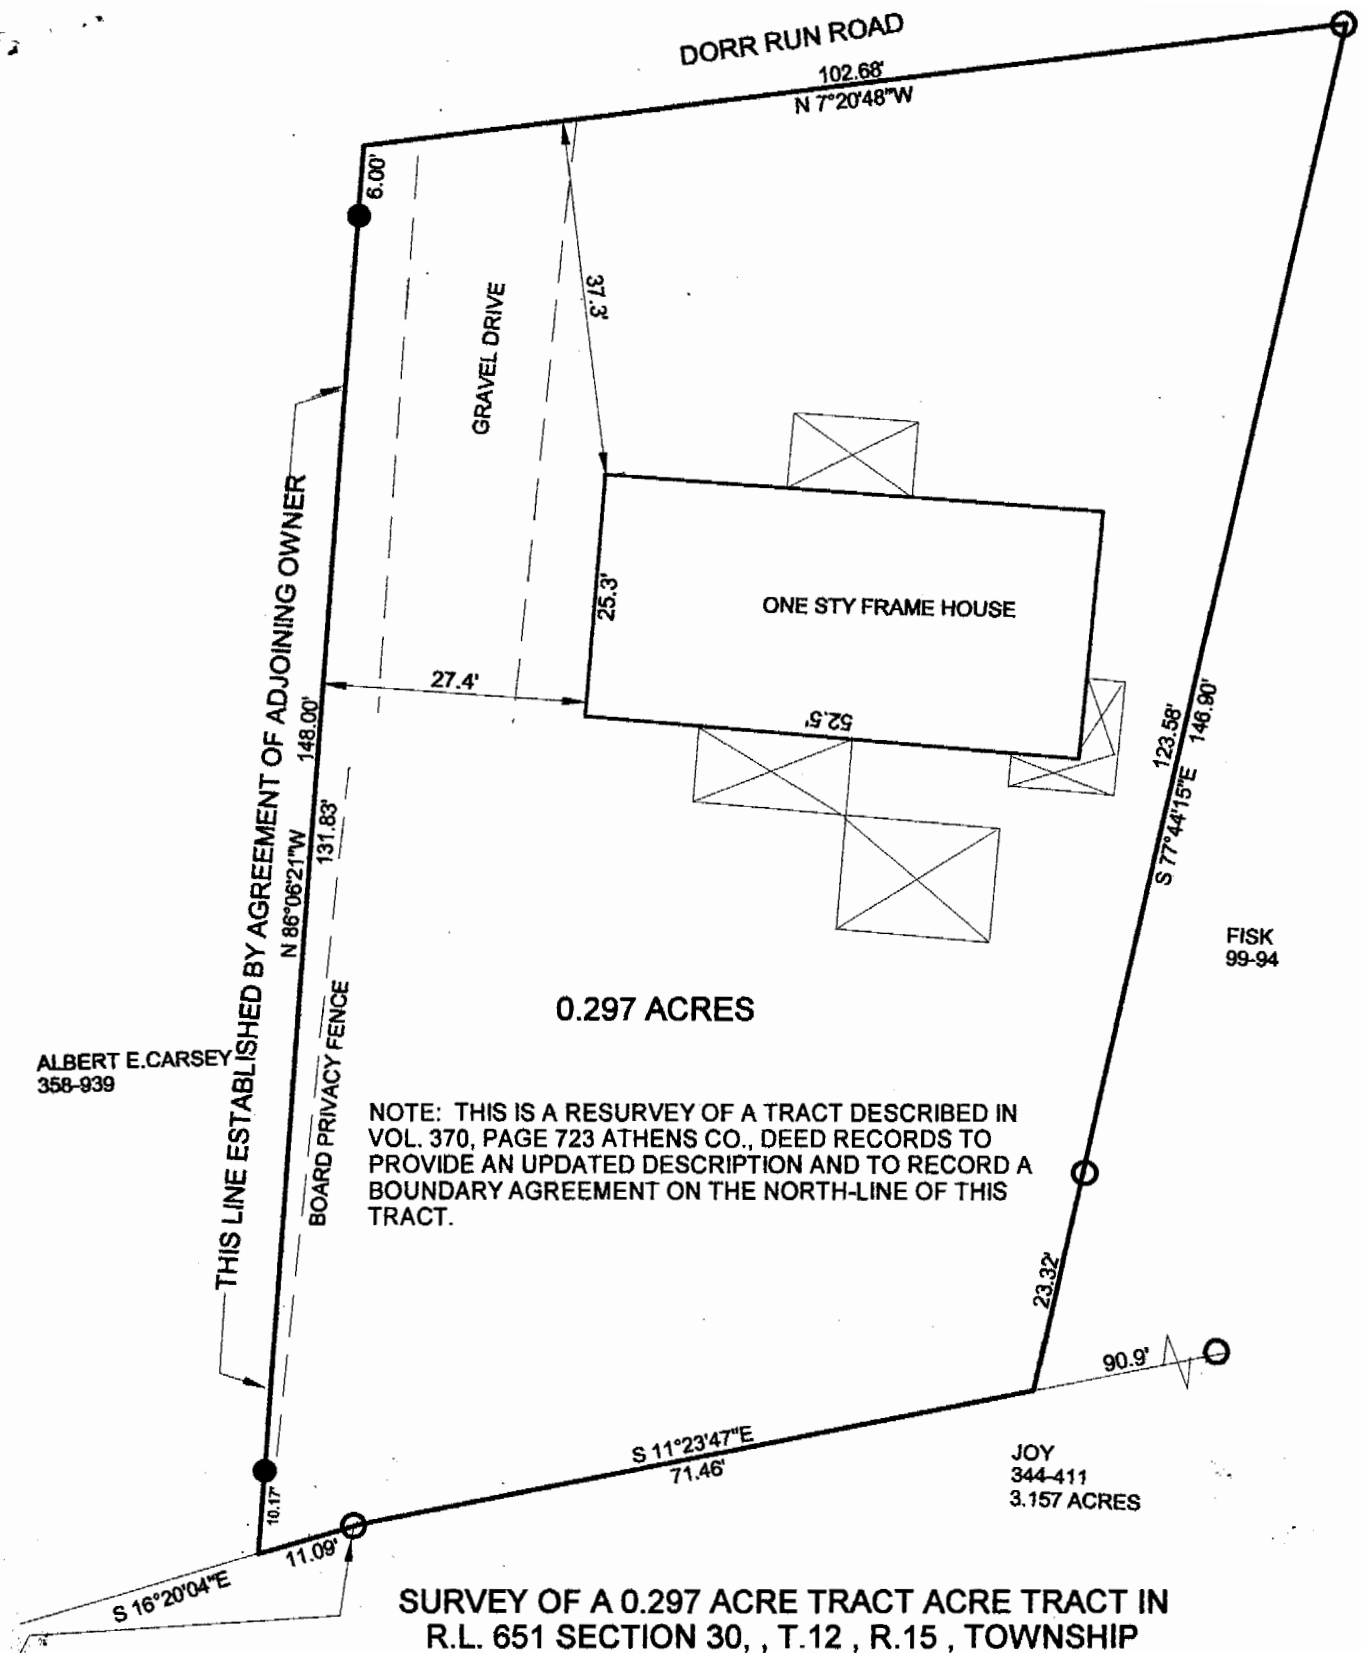 DORR RUN ROAD
102.68'
N 7°20'48"W
6.00'
37.3'
GRAVEL DRIVE
25.3'
ONE STY FRAME HOUSE
27.4'
52.5'
THIS LINE ESTABLISHED BY AGREEMENT OF ADJOINING OWNER
148.00'
N 86°06'21"W
131.83'
BOARD PRIVACY FENCE
123.58'
146.90'
S 77°44'15"E
FISK
99-94
0.297 ACRES
ALBERT E.CARSEY
358-939
NOTE: THIS IS A RESURVEY OF A TRACT DESCRIBED IN
VOL. 370, PAGE 723 ATHENS CO., DEED RECORDS TO
PROVIDE AN UPDATED DESCRIPTION AND TO RECORD A
BOUNDARY AGREEMENT ON THE NORTH-LINE OF THIS
TRACT.
23.32'
90.9'
S 11°23'47"E
71.46'
JOY
344-411
3.157 ACRES
10.17'
11.09'
S 16°20'04"E
SURVEY OF A 0.297 ACRE TRACT ACRE TRACT IN
R.L. 651 SECTION 30, , T.12 , R.15 , TOWNSHIP